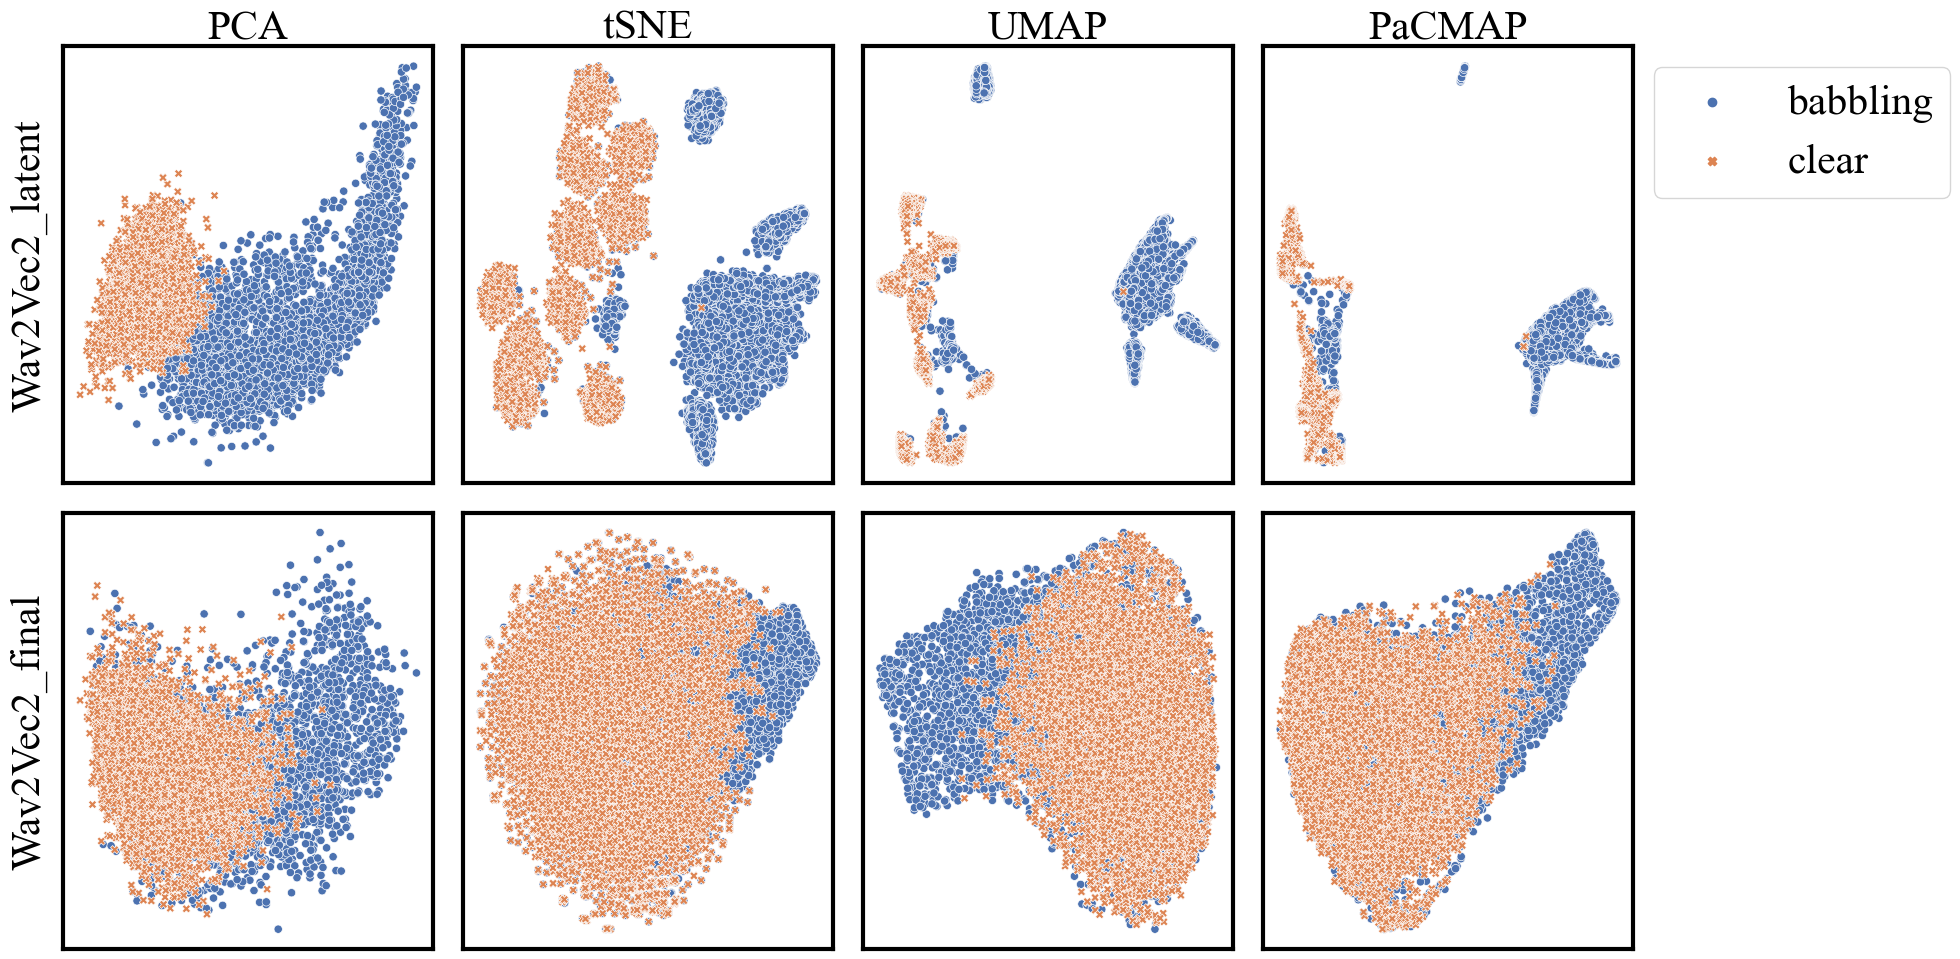 PCA
tSNE
UMAP
PaCMAP
babbling
clear
Wav2Vec2_latent
Wav2Vec2_final